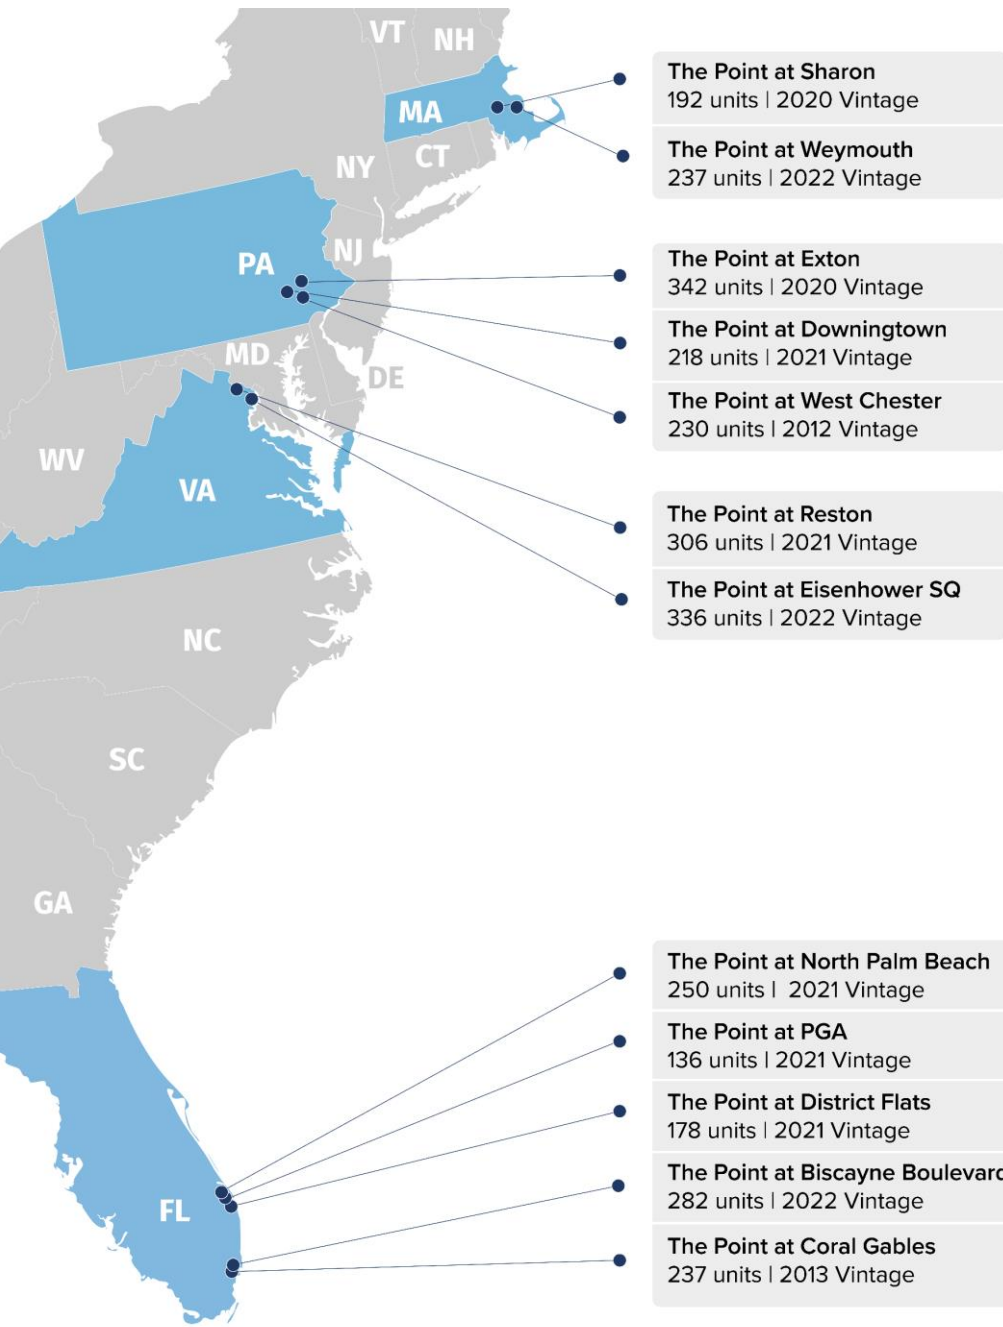 VT
NH
MA
CT
NY
NJ
PA
MD
DE
WV
VA
NC
SC
GA
FL
The Point at Sharon
192 units | 2020 Vintage
The Point at Weymouth
237 units | 2022 Vintage
The Point at Exton
342 units | 2020 Vintage
The Point at Downingtown
218 units | 2021 Vintage
The Point at West Chester
230 units | 2012 Vintage
The Point at Reston
306 units | 2021 Vintage
The Point at Eisenhower SQ
336 units | 2022 Vintage
The Point at North Palm Beach
250 units | 2021 Vintage
The Point at PGA
136 units | 2021 Vintage
The Point at District Flats
178 units | 2021 Vintage
The Point at Biscayne Boulevard
282 units | 2022 Vintage
The Point at Coral Gables
237 units | 2013 Vintage